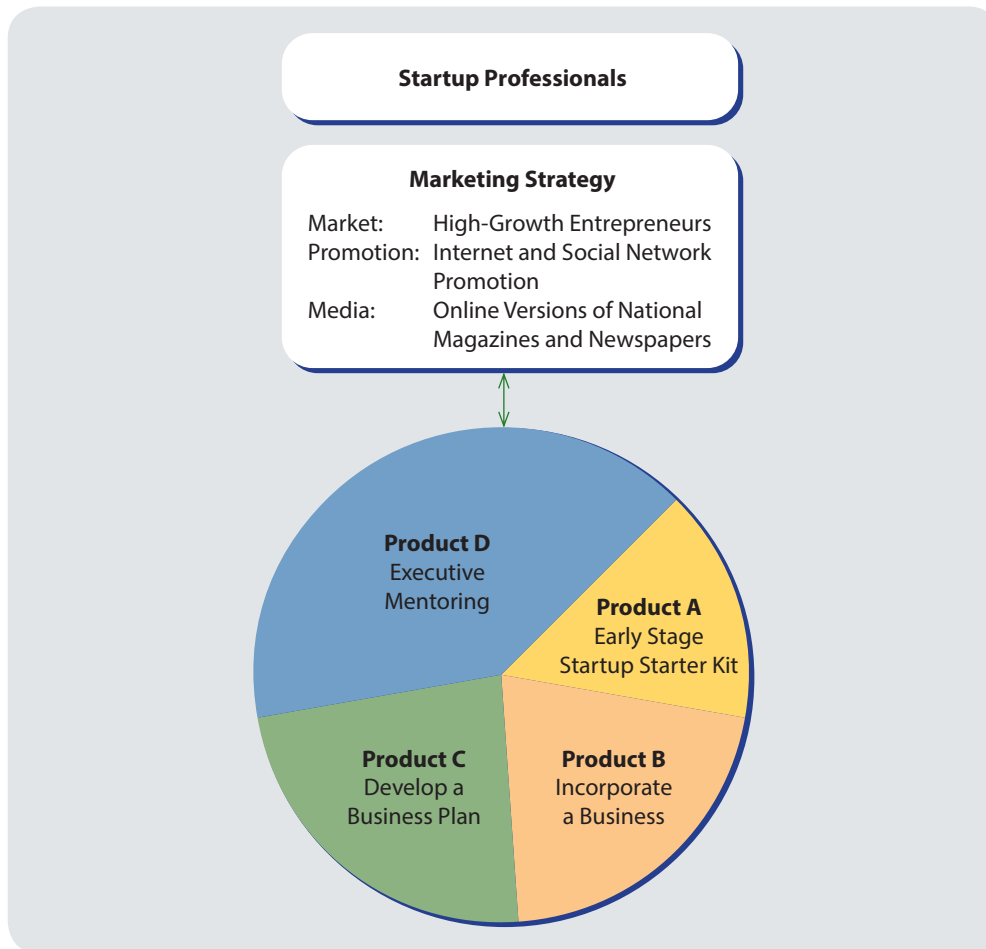 Startup Professionals
Marketing Strategy
Market: High-Growth Entrepreneurs
Promotion: Internet and Social Network
Promotion
Media: Online Versions of National
Magazines and Newspapers
Product D
Executive
Mentoring
Product A
Early Stage
Startup Starter Kit
Product C
Develop a
Business Plan
Product B
Incorporate
a Business